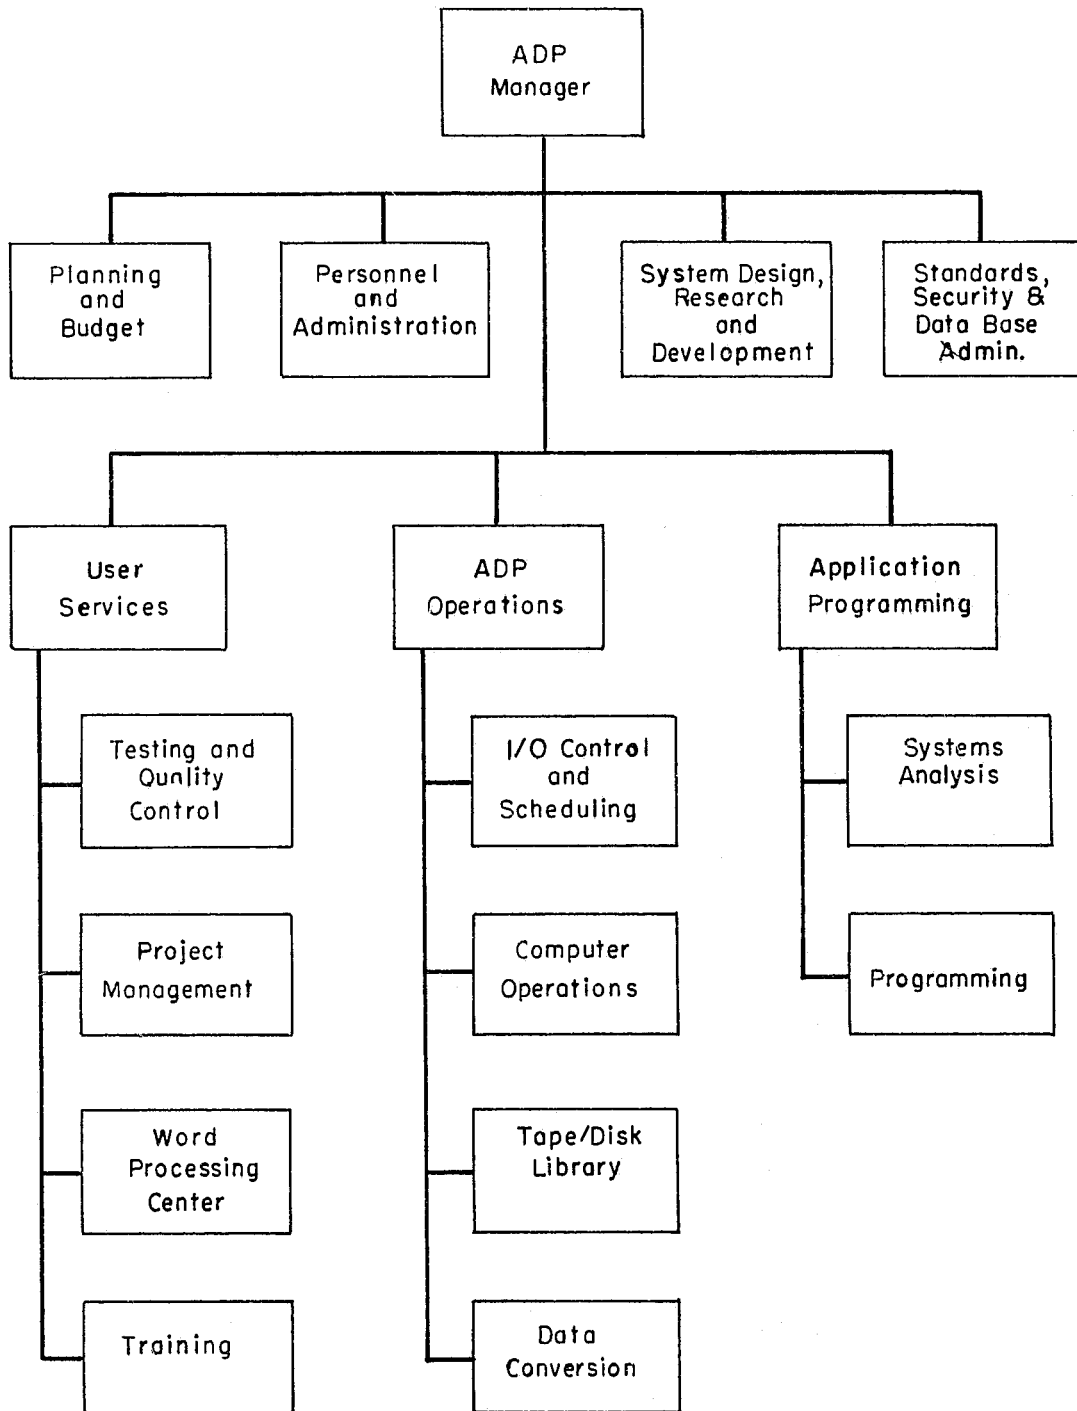 ADP
Manager
Planning
and
Budget
Personnel
and
Administration
System Design,
Research
and
Development
Standards,
Security &
Data Base
Admin.
User
Services
ADP
Operations
Application
Programming
Testing and
Quality
Control
I/O Control
and
Scheduling
Systems
Analysis
Project
Management
Computer
Operations
Programming
Word
Processing
Center
Tape/Disk
Library
Training
Data
Conversion